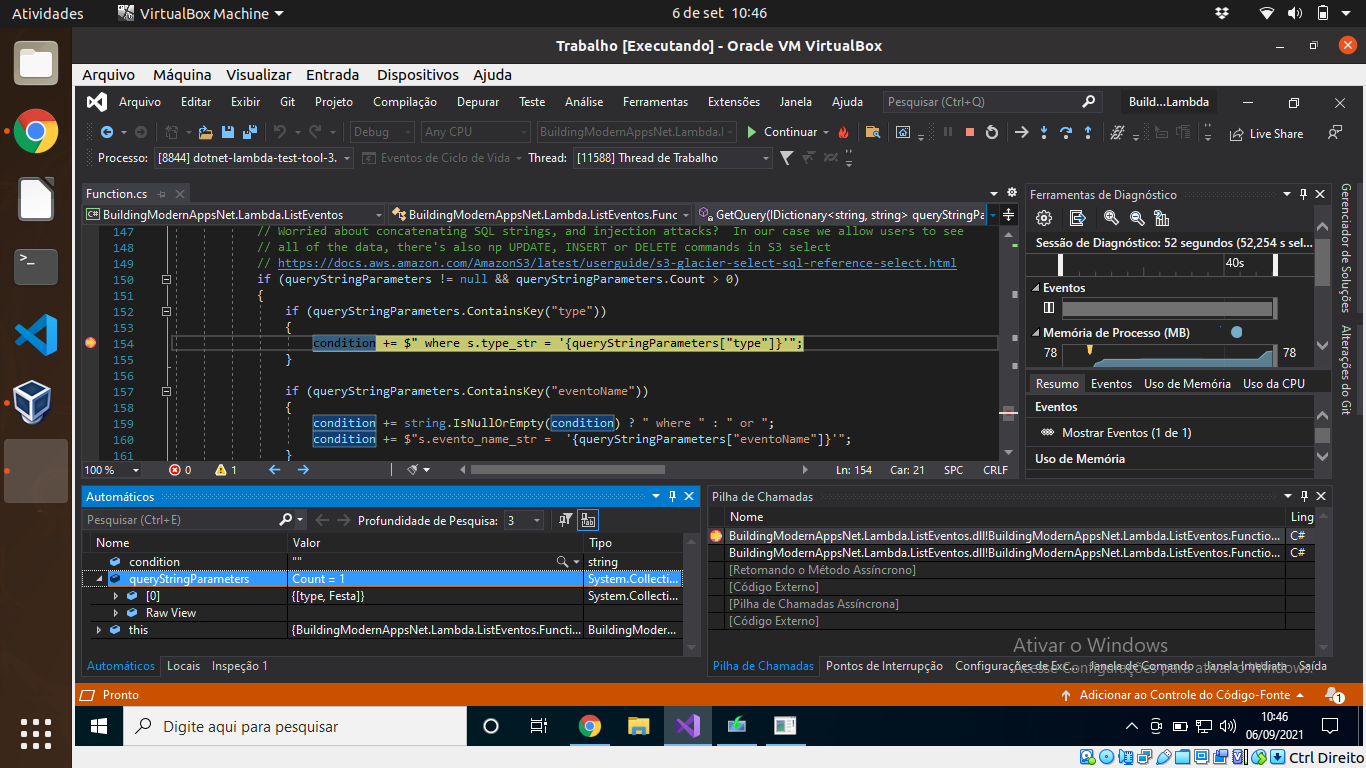 Atividades
VirtualBox Machine
6 de set 10:46
Trabalho [Executando] - Oracle VM VirtualBox
Arquivo Máquina Visualizar Entrada Dispositivos Ajuda
Arquivo Editar Exibir Git Projeto Compilação Depurar Teste Análise Ferramentas Extensões Janela Ajuda Pesquisar (Ctrl+Q) Build...Lambda
Debug Any CPU BuildingModernAppsNet.Lambda.l Continuar Live Share
Processo: [8844] dotnet-lambda-test-tool-3. Eventos de Ciclo de Vida Thread: [11588] Thread de Trabalho
Function.cs
C# BuildingModernAppsNet.Lambda.ListEventos BuildingModernAppsNet.Lambda.ListEventos.Func GetQuery(IDictionary<string, string> queryStringPa
147 // Worried about concatenating SQL strings, and injection attacks? In our case we allow users to see
148 // all of the data, there's also np UPDATE, INSERT or DELETE commands in S3 select
149 // https://docs.aws.amazon.com/AmazonS3/latest/userguide/s3-glacier-select-sql-reference-select.html
150 if (queryStringParameters != null && queryStringParameters.Count > 0)
151 {
152 if (queryStringParameters.ContainsKey("type"))
153 {
154 condition += $" where s.type_str = '{queryStringParameters["type"]}'";
155 }
156
157 if (queryStringParameters.ContainsKey("eventoName"))
158 {
159 condition += string.IsNullOrEmpty(condition) ? " where " : " or ";
160 condition += $"s.evento_name_str =  '{queryStringParameters["eventoName"]}'";
161 }
100 % 0 1 Ln: 154 Car: 21 SPC CRLF
Ferramentas de Diagnóstico
Sessão de Diagnóstico: 52 segundos (52,254 s sel...
40s
Eventos
Memória de Processo (MB)
78 78
Resumo Eventos Uso de Memória Uso da CPU
Eventos
Mostrar Eventos (1 de 1)
Uso de Memória
Gerenciador de Soluções
Alterações do Git
Automáticos
Pesquisar (Ctrl+E) Profundidade de Pesquisa: 3
Nome Valor Tipo
condition "" string
queryStringParameters Count = 1 System.Collecti...
[0] {[type, Festa]} System.Collecti...
Raw View
this {BuildingModernAppsNet.Lambda.ListEventos.Functi... BuildingModer...
Automáticos Locais Inspeção 1
Pilha de Chamadas
Nome Ling
BuildingModernAppsNet.Lambda.ListEventos.dll!BuildingModernAppsNet.Lambda.ListEventos.Functio... C#
BuildingModernAppsNet.Lambda.ListEventos.dll!BuildingModernAppsNet.Lambda.ListEventos.Functio... C#
[Retomando o Método Assíncrono]
[Código Externo]
[Pilha de Chamadas Assíncrona]
[Código Externo]
Ativar o Windows
Acesse Configurações para ativar o Windows.
Pilha de Chamadas Pontos de Interrupção Configurações de Exc... Janela de Comando Janela Imediata Saída
Pronto
Adicionar ao Controle do Código-Fonte 1
Digite aqui para pesquisar
10:46
06/09/2021
Ctrl Direito